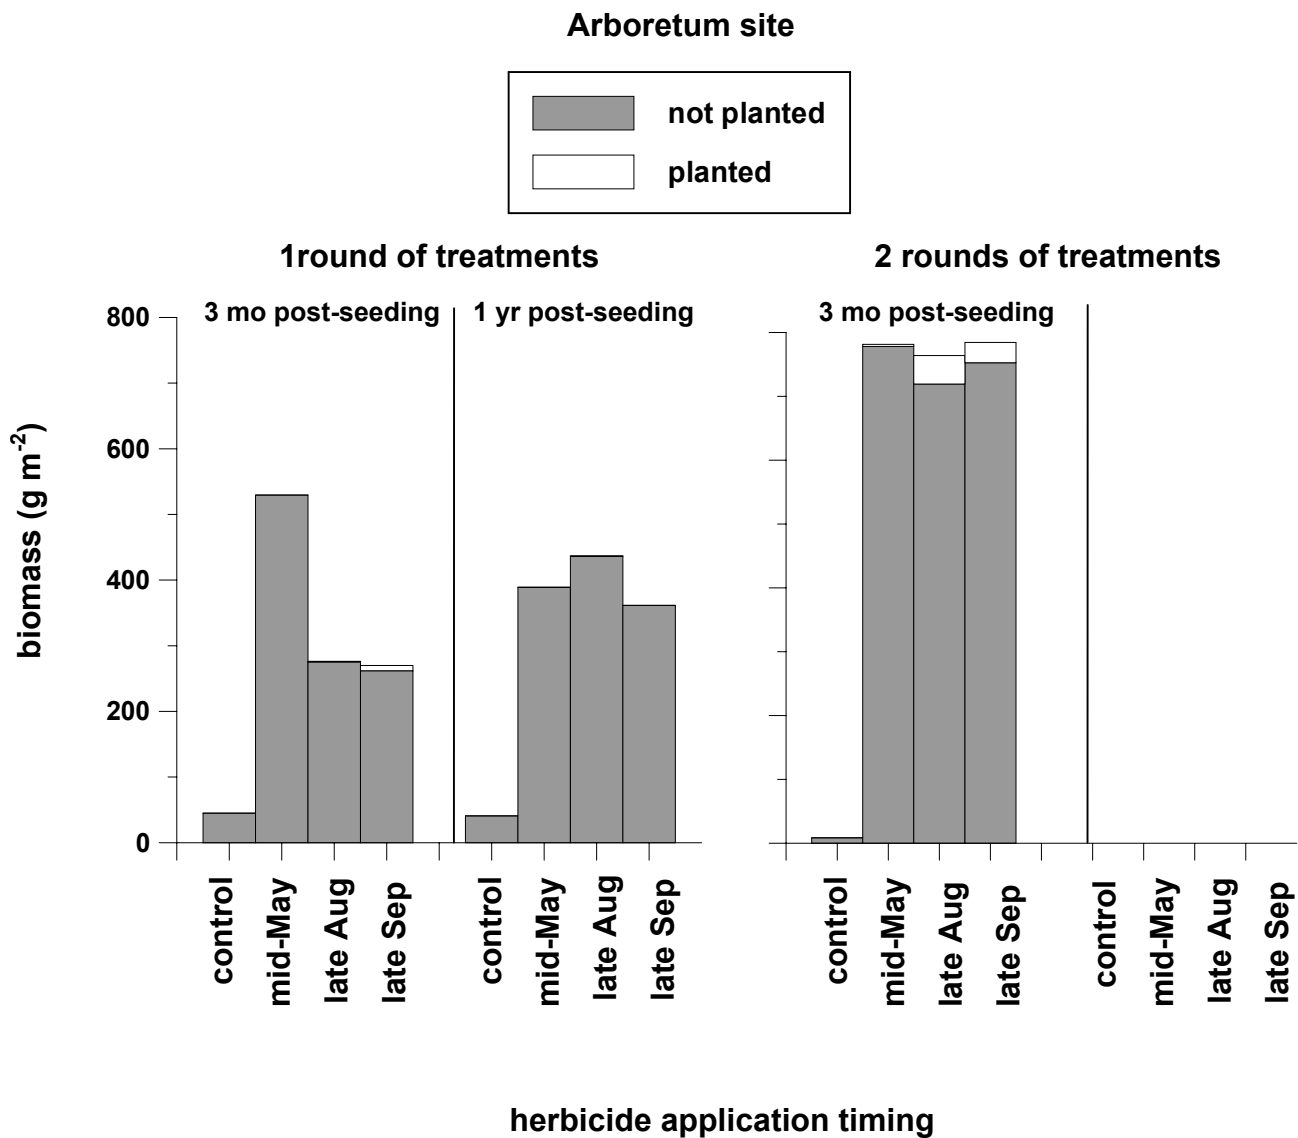 Arboretum site
not planted
planted
1round of treatments
2 rounds of treatments
3 mo post-seeding
1 yr post-seeding
3 mo post-seeding
800
600
400
200
0
biomass (g m-2)
control
mid-May
late Aug
late Sep
control
mid-May
late Aug
late Sep
control
mid-May
late Aug
late Sep
control
mid-May
late Aug
late Sep
herbicide application timing